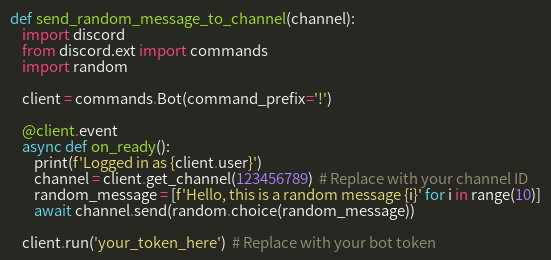 def send_random_message_to_channel(channel):
    import discord
    from discord.ext import commands
    import random

    client = commands.Bot(command_prefix='!')

    @client.event
    async def on_ready():
        print(f'Logged in as {client.user}')
        channel = client.get_channel(123456789)  # Replace with your channel ID
        random_message = [f'Hello, this is a random message {i}' for i in range(10)]
        await channel.send(random.choice(random_message))

    client.run('your_token_here')  # Replace with your bot token